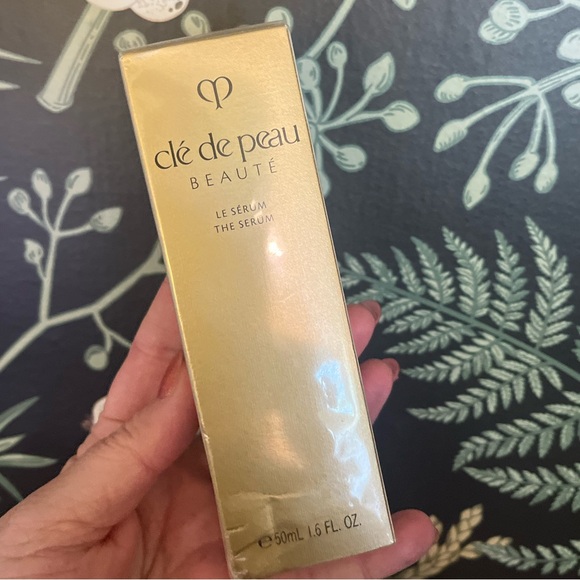 clé de peau
BEAUTÉ
LE SÉRUM
THE SERUM
℮50mL 1.6 FL. OZ.